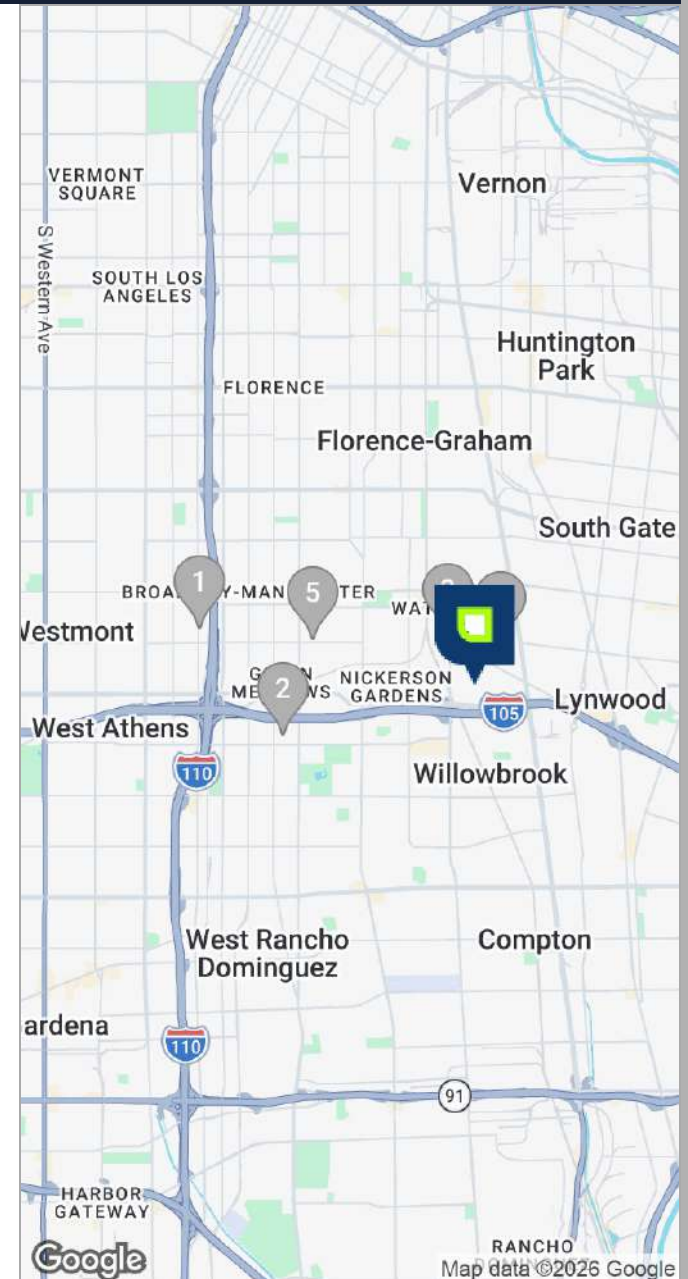 VERMONT
SQUARE
Vernon
S Western Ave
SOUTH LOS
ANGELES
Huntington
Park
FLORENCE
Florence-Graham
South Gate
1
5
2
NICKERSON
GARDENS
105
Lynwood
West Athens
110
Willowbrook
West Rancho
Dominguez
Compton
110
91
HARBOR
GATEWAY
RANCHO
Google
Map data ©2026 Google